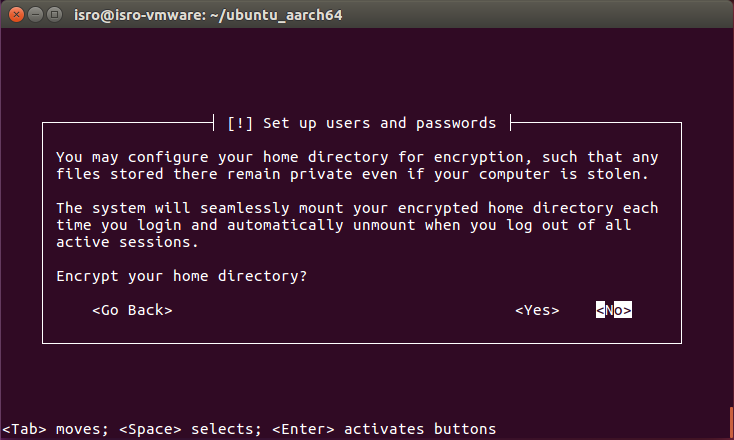 isro@isro-vmware: ~/ubuntu_aarch64
[!] Set up users and passwords
You may configure your home directory for encryption, such that any
files stored there remain private even if your computer is stolen.
The system will seamlessly mount your encrypted home directory each
time you login and automatically unmount when you log out of all
active sessions.
Encrypt your home directory?
<Go Back> <Yes> <No>
<Tab> moves; <Space> selects; <Enter> activates buttons